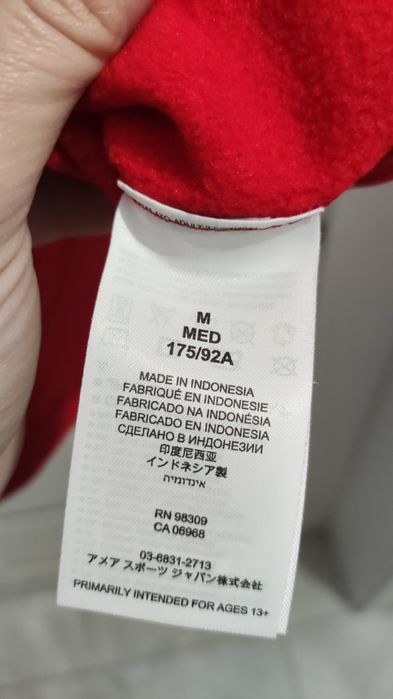 M
MED
175/92A
MADE IN INDONESIA
FABRIQUÉ EN INDONESIE
FABRICADO NA INDONÉSIA
FABRICADO EN INDONESIA
СДЕЛАНО В ИНДОНЕЗИИ
印度尼西亚
インドネシア製
אינדונזיה
RN 98309
CA 06968
03-6831-2713
アメア スポーツ ジャパン株式会社
PRIMARILY INTENDED FOR AGES 13+